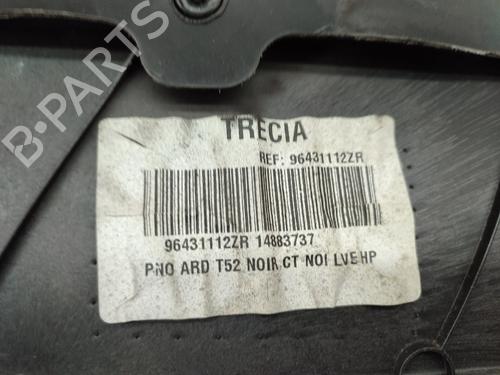 B-PARTS
TRECIA
REF: 96431112ZR
96431112ZR 14883737
PNO ARD T52 NOIR CT NOI LVE HP